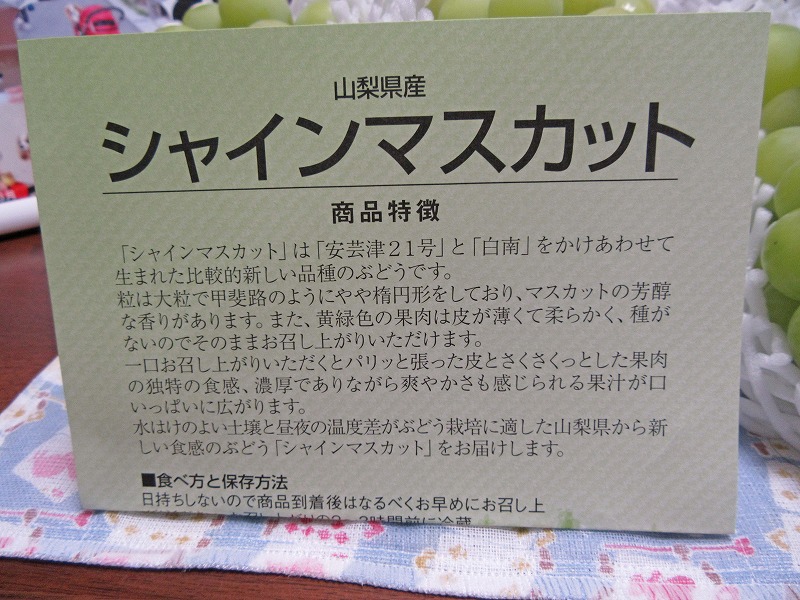 山梨県産
シャインマスカット
商品特徴
「シャインマスカット」は「安芸津21号」と「白南」をかけあわせて
生まれた比較的新しい品種のぶどうです。
粒は大粒で甲斐路のようにやや楕円形をしており、マスカットの芳醇
な香りがあります。また、黄緑色の果肉は皮が薄くて柔らかく、種が
ないのでそのままお召し上がりいただけます。
一口お召し上がりいただくとパリッと張った皮とさくさくっとした果肉
の独特の食感、濃厚でありながら爽やかさも感じられる果汁が口
いっぱいに広がります。
水はけのよい土壌と昼夜の温度差がぶどう栽培に適した山梨県から新
しい食感のぶどう「シャインマスカット」をお届けします。
■食べ方と保存方法
日持ちしないので商品到着後はなるべくお早めにお召し上
時間前に冷蔵